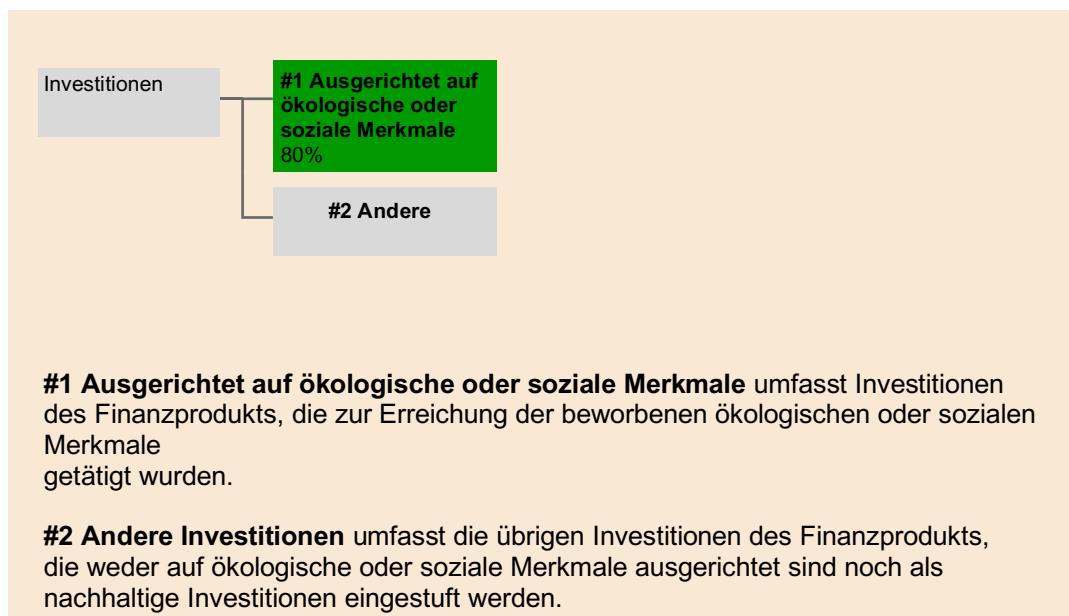 Investitionen
#1 Ausgerichtet auf
ökologische oder
soziale Merkmale
80%
#2 Andere
#1 Ausgerichtet auf ökologische oder soziale Merkmale umfasst Investitionen
des Finanzprodukts, die zur Erreichung der beworbenen ökologischen oder sozialen
Merkmale
getätigt wurden.
#2 Andere Investitionen umfasst die übrigen Investitionen des Finanzprodukts,
die weder auf ökologische oder soziale Merkmale ausgerichtet sind noch als
nachhaltige Investitionen eingestuft werden.